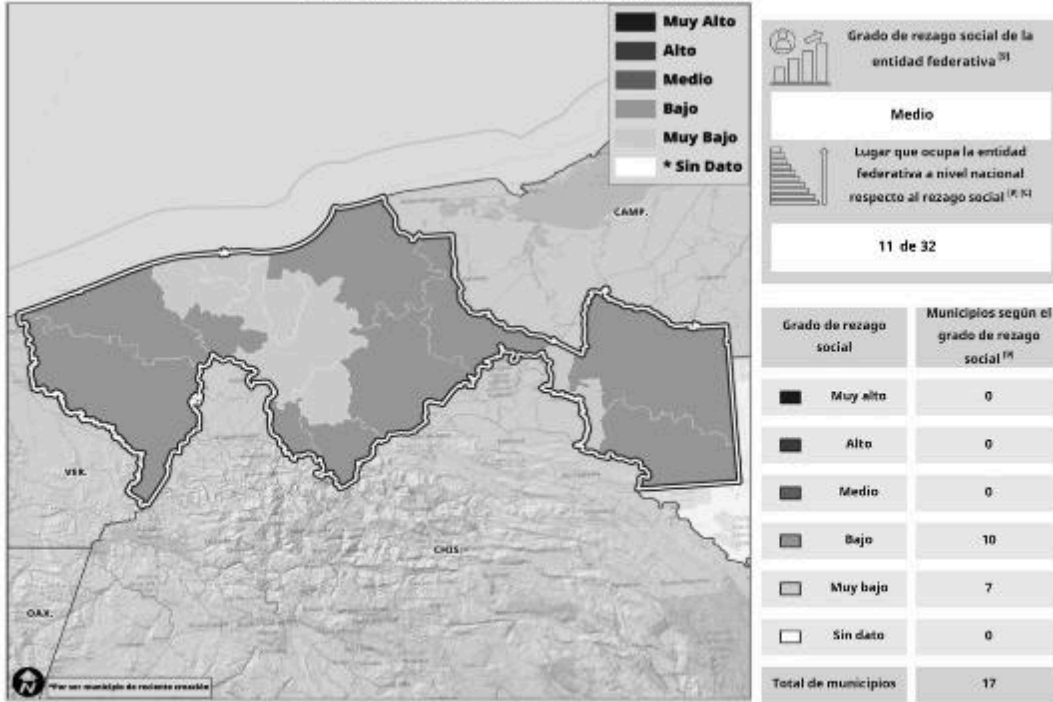 Muy Alto
Alto
Medio
Bajo
Muy Bajo
* Sin Dato
CAMP.
VER.
CHIS.
OAX.
*Por ser municipio de reciente creación
Grado de rezago social de la
entidad federativa
Medio
Lugar que ocupa la entidad
federativa a nivel nacional
respecto al rezago social
11 de 32
Grado de rezago
social
Municipios según el
grado de rezago
social
Muy alto 0
Alto 0
Medio 0
Bajo 10
Muy bajo 7
Sin dato 0
Total de municipios 17